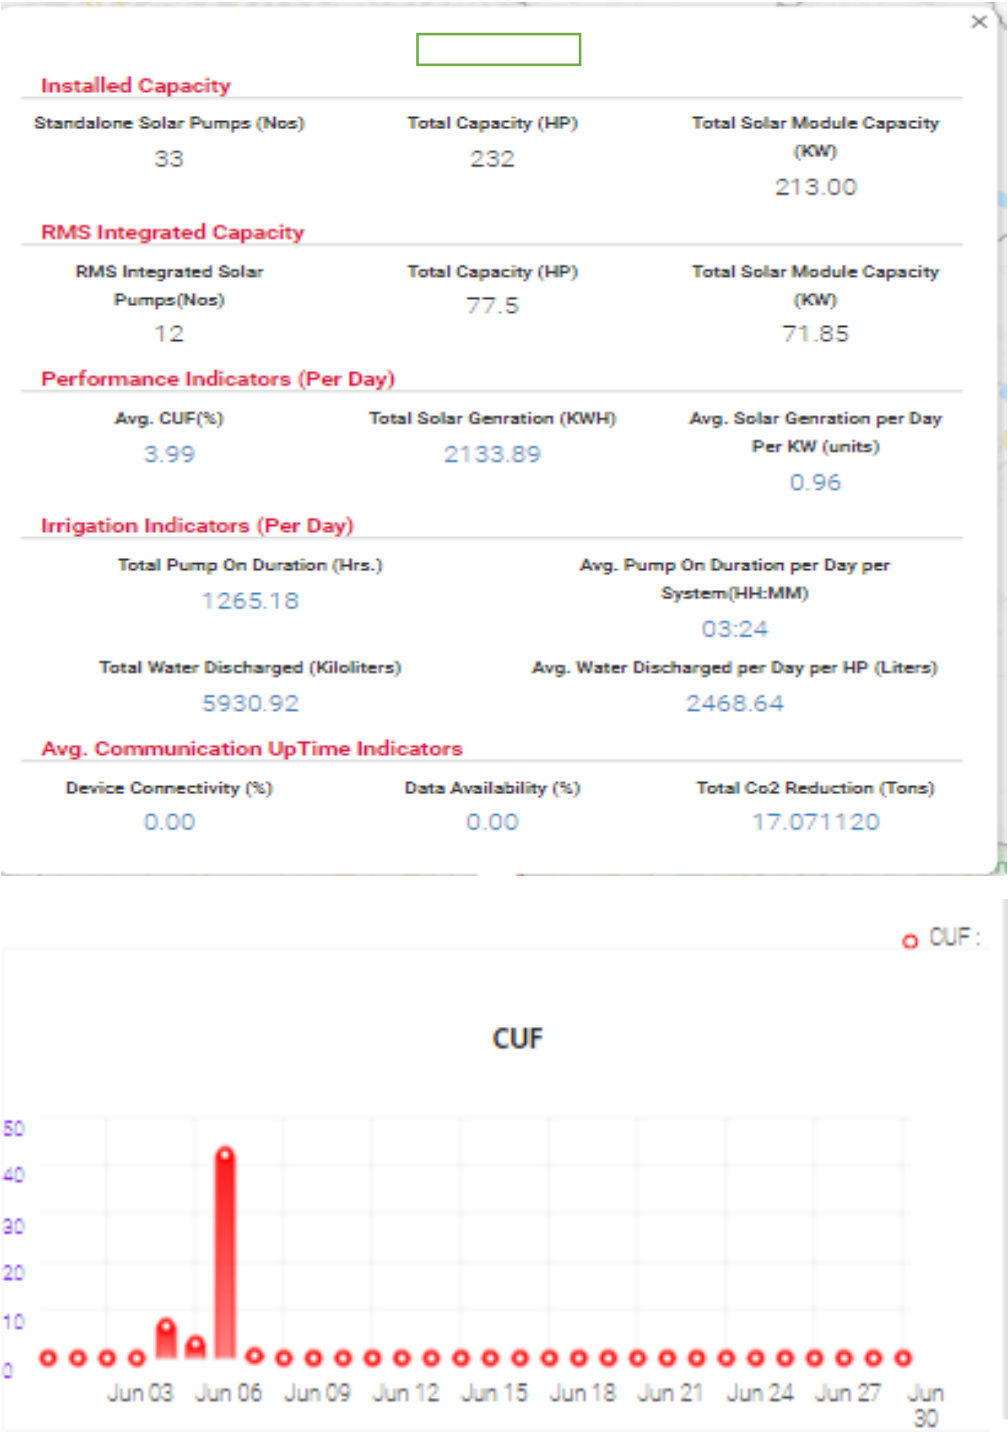 ×
Installed Capacity
Standalone Solar Pumps (Nos)
33
Total Capacity (HP)
232
Total Solar Module Capacity
(KW)
213.00
RMS Integrated Capacity
RMS Integrated Solar
Pumps(Nos)
12
Total Capacity (HP)
77.5
Total Solar Module Capacity
(KW)
71.85
Performance Indicators (Per Day)
Avg. CUF(%)
3.99
Total Solar Genration (KWH)
2133.89
Avg. Solar Genration per Day
Per KW (units)
0.96
Irrigation Indicators (Per Day)
Total Pump On Duration (Hrs.)
1265.18
Avg. Pump On Duration per Day per
System(HH:MM)
03:24
Total Water Discharged (Kiloliters)
5930.92
Avg. Water Discharged per Day per HP (Liters)
2468.64
Avg. Communication UpTime Indicators
Device Connectivity (%)
0.00
Data Availability (%)
0.00
Total Co2 Reduction (Tons)
17.071120
CUF :
CUF
50
40
30
20
10
0
Jun 03
Jun 06
Jun 09
Jun 12
Jun 15
Jun 18
Jun 21
Jun 24
Jun 27
Jun
30